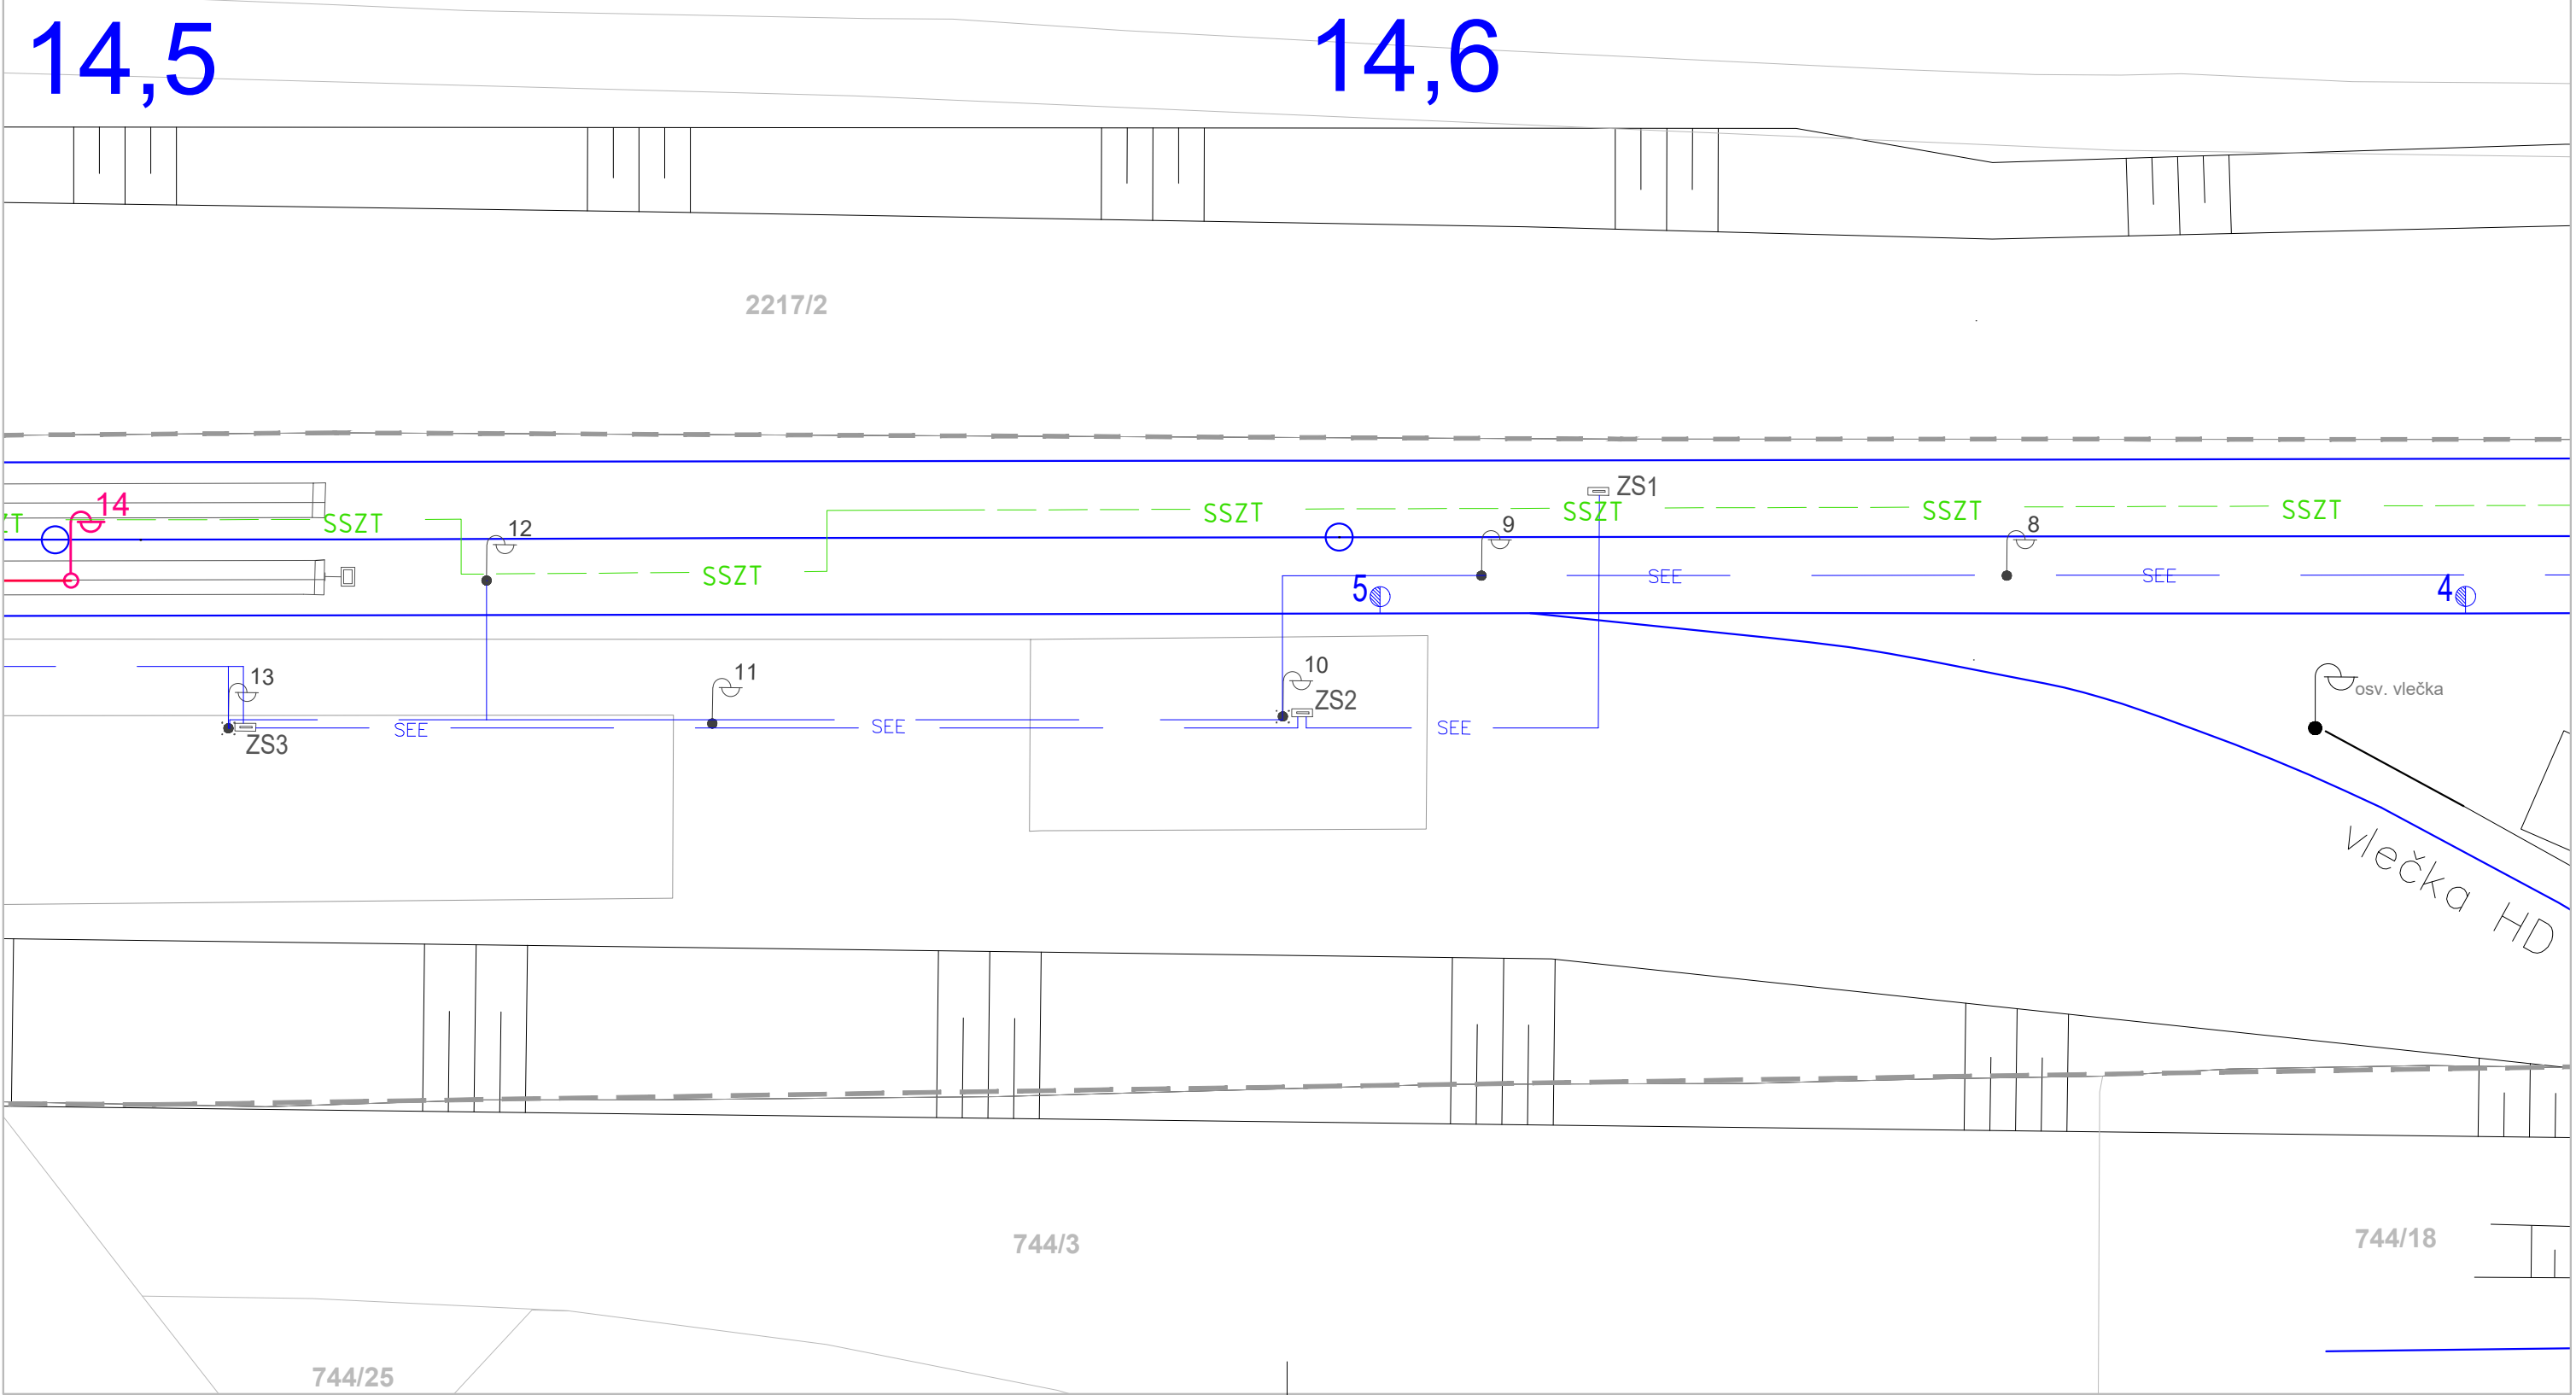 14,5
14,6
2217/2
ZS1
14
SSZT
SSZT
SSZT
SSZT
SSZT
ZT
12
9
8
SSZT
SEE
SEE
5
4
13
11
10
ZS2
osv. vlečka
SEE
SEE
SEE
ZS3
vlečka HD
744/3
744/18
744/25